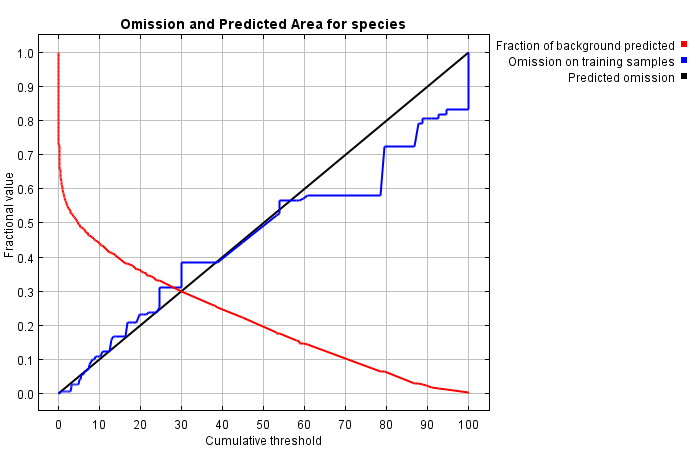 Omission and Predicted Area for species
Fraction of background predicted
Omission on training samples
Predicted omission
Fractional value
1.0
0.9
0.8
0.7
0.6
0.5
0.4
0.3
0.2
0.1
0.0
0 10 20 30 40 50 60 70 80 90 100
Cumulative threshold